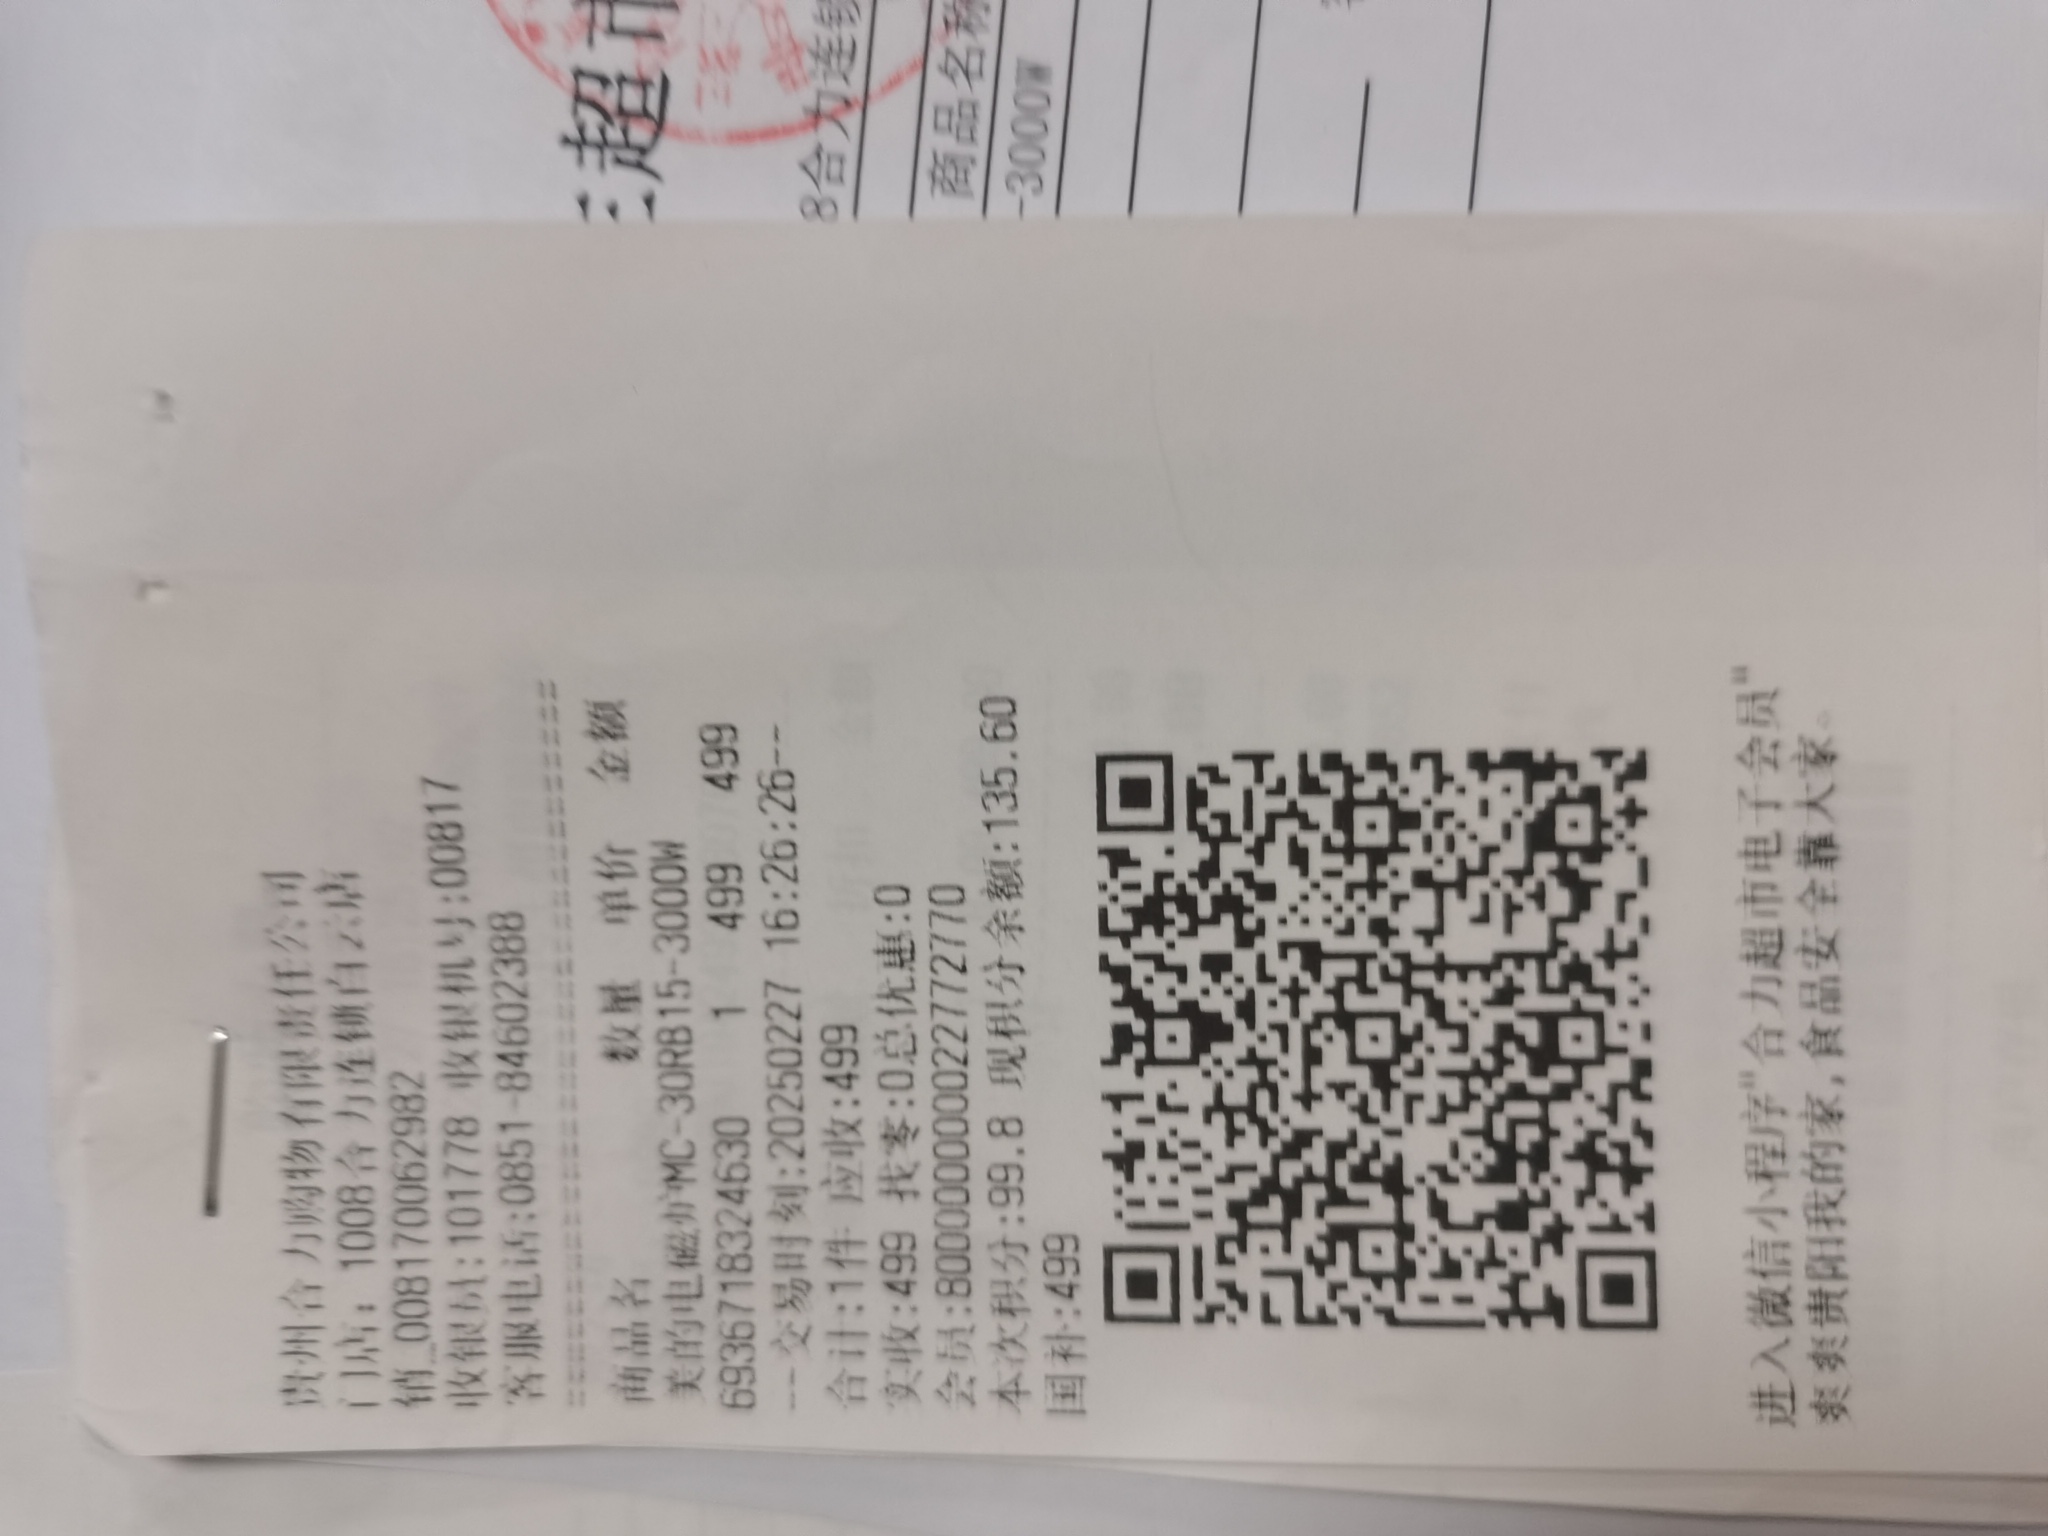 贵州合力购物有限责任公司
门店：1008合力连锁白云店
销_008170062982
收银员:101778 收银机号:00817
客服电话:0851-84602388
================================
商品名 数量 单价 金额
美的电磁炉MC-30RB15-3000W
6936718324630 1 499 499
--交易时刻:20250227 16:26:26--
合计:1件 应收:499
实收:499 找零:0总优惠:0
会员:8000000002277​2770
本次积分:99.8 现积分余额:135.60
国补:499
进入微信小程序"合力超市电子会员"
爽爽贵阳我的家,食品安全靠大家。
超市
8合力连锁
商品名称
-3000W